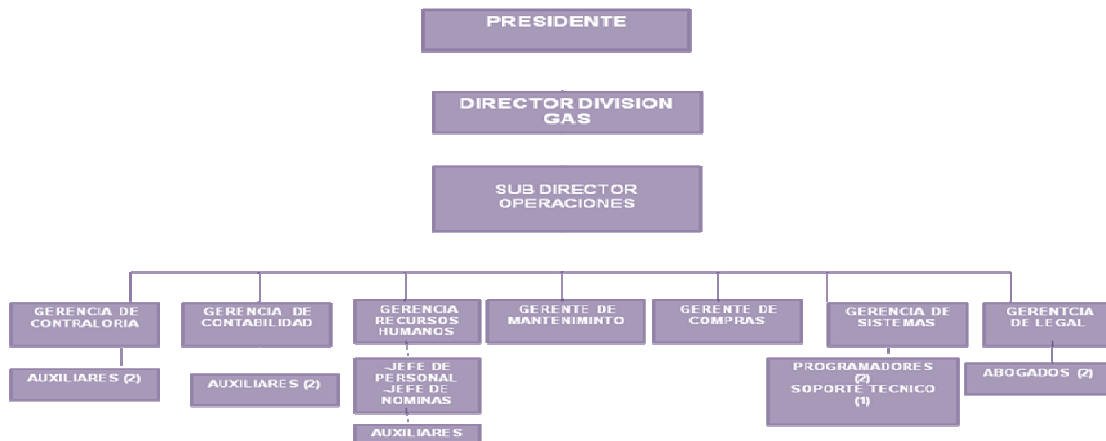 PRESIDENTE
DIRECTOR DIVISION
GAS
SUB DIRECTOR
OPERACIONES
GERENCIA DE
CONTRALORIA
GERENCIA DE
CONTABILIDAD
GERENCIA
RECURSOS
HUMANOS
GERENTE DE
MANTENIMINTO
GERENTE DE
COMPRAS
GERENCIA DE
SISTEMAS
GERENTCIA
DE LEGAL
AUXILIARES (2)
AUXILIARES (2)
-JEFE DE
PERSONAL
-JEFE DE
NOMINAS
PROGRAMADORES
(2)
SOPORTE TECNICO
(1)
ABOGADOS (2)
AUXILIARES